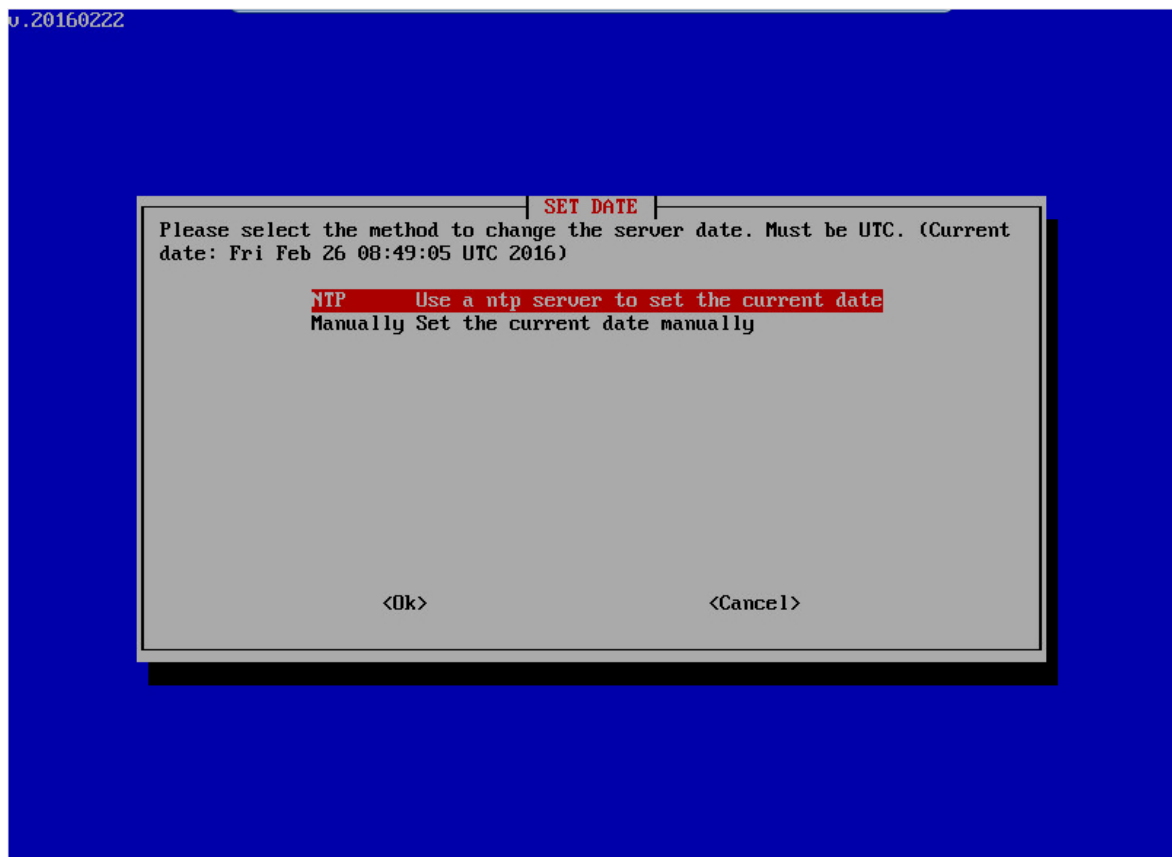 v.20160222
SET DATE
Please select the method to change the server date. Must be UTC. (Current
date: Fri Feb 26 08:49:05 UTC 2016)
NTP Use a ntp server to set the current date
Manually Set the current date manually
<Ok> <Cancel>